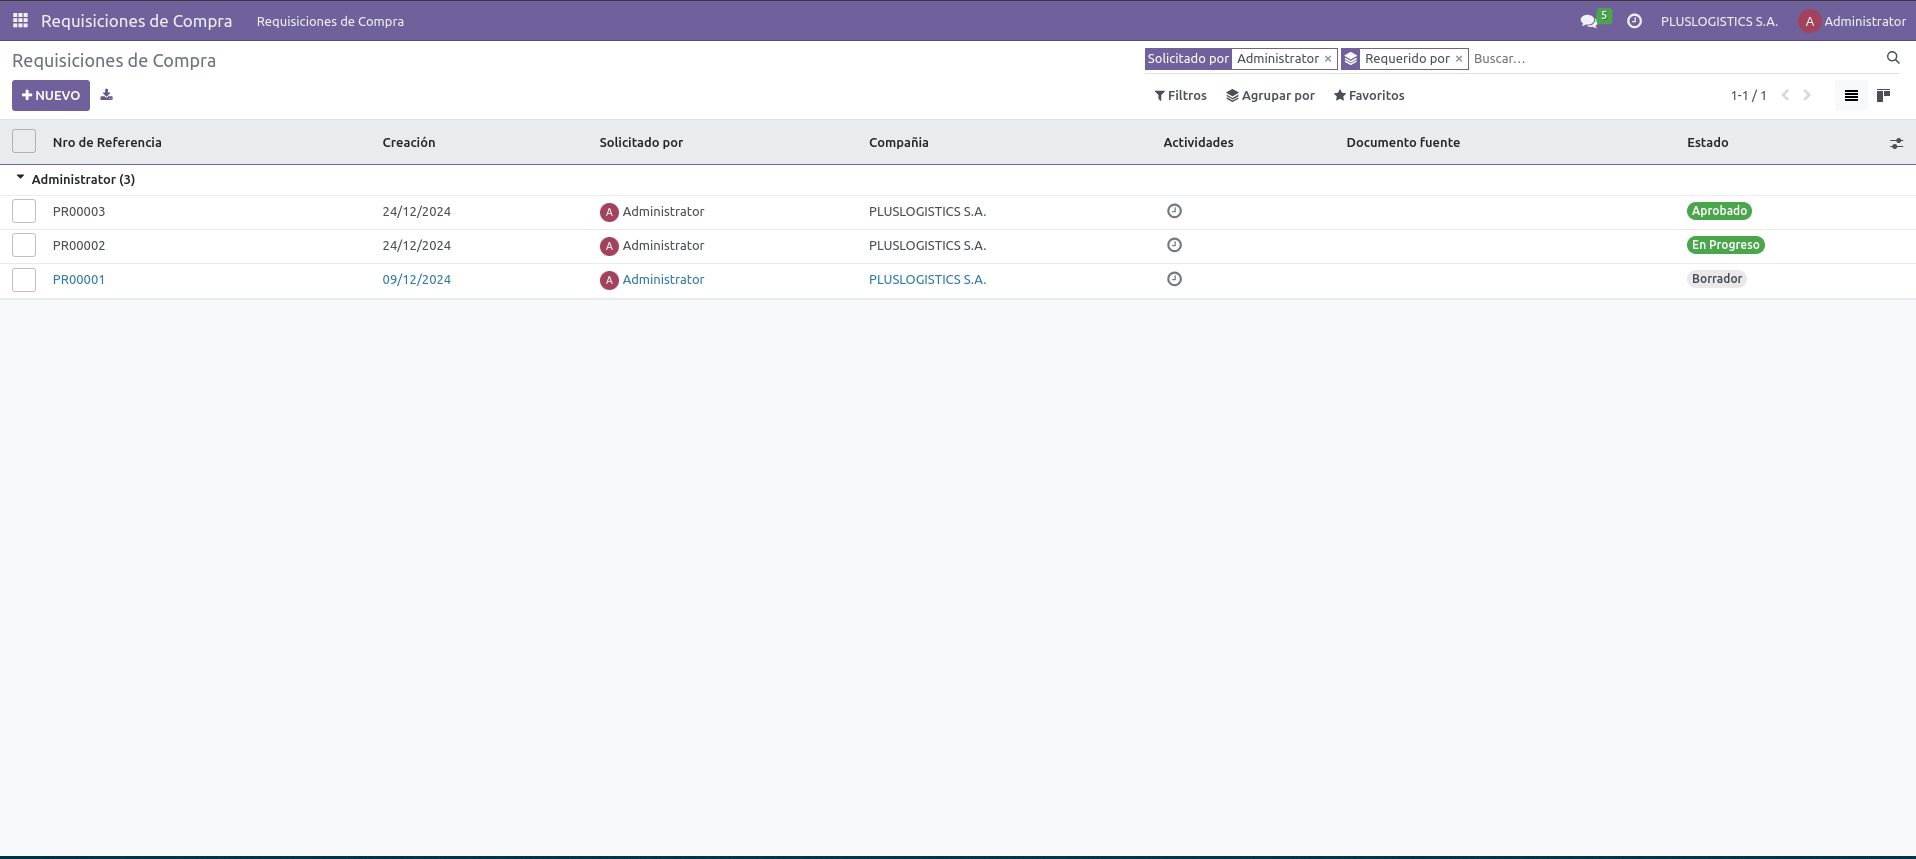 Requisiciones de Compra Requisiciones de Compra 5 PLUSLOGISTICS S.A. A Administrator
Requisiciones de Compra Solicitado por Administrator × Requerido por × Buscar...
+ NUEVO Filtros Agrupar por Favoritos 1-1 / 1
Nro de Referencia Creación Solicitado por Compañia Actividades Documento fuente Estado
Administrator (3)
PR00003 24/12/2024 A Administrator PLUSLOGISTICS S.A. Aprobado
PR00002 24/12/2024 A Administrator PLUSLOGISTICS S.A. En Progreso
PR00001 09/12/2024 A Administrator PLUSLOGISTICS S.A. Borrador